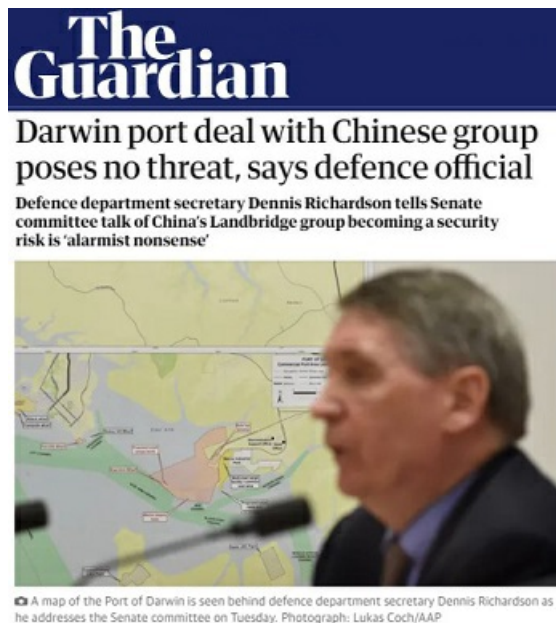 The
Guardian
Darwin port deal with Chinese group
poses no threat, says defence official
Defence department secretary Dennis Richardson tells Senate
committee talk of China’s Landbridge group becoming a security
risk is ‘alarmist nonsense’
A map of the Port of Darwin is seen behind defence department secretary Dennis Richardson as
he addresses the Senate committee on Tuesday. Photograph: Lukas Coch/AAP